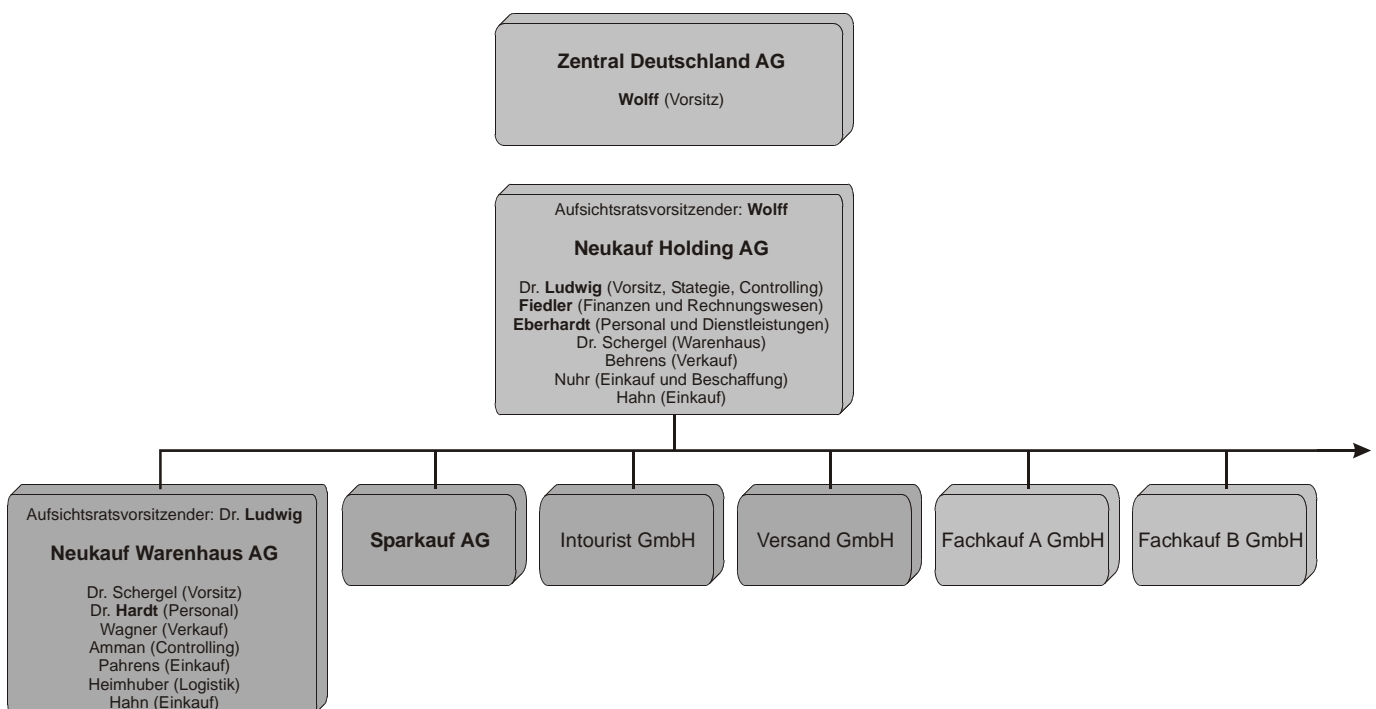 Zentral Deutschland AG
Wolff (Vorsitz)
Aufsichtsratsvorsitzender: Wolff
Neukauf Holding AG
Dr. Ludwig (Vorsitz, Stategie, Controlling)
Fiedler (Finanzen und Rechnungswesen)
Eberhardt (Personal und Dienstleistungen)
Dr. Schergel (Warenhaus)
Behrens (Verkauf)
Nuhr (Einkauf und Beschaffung)
Hahn (Einkauf)
Aufsichtsratsvorsitzender: Dr. Ludwig
Neukauf Warenhaus AG
Dr. Schergel (Vorsitz)
Dr. Hardt (Personal)
Wagner (Verkauf)
Amman (Controlling)
Pahrens (Einkauf)
Heimhuber (Logistik)
Hahn (Einkauf)
Sparkauf AG
Intourist GmbH
Versand GmbH
Fachkauf A GmbH
Fachkauf B GmbH